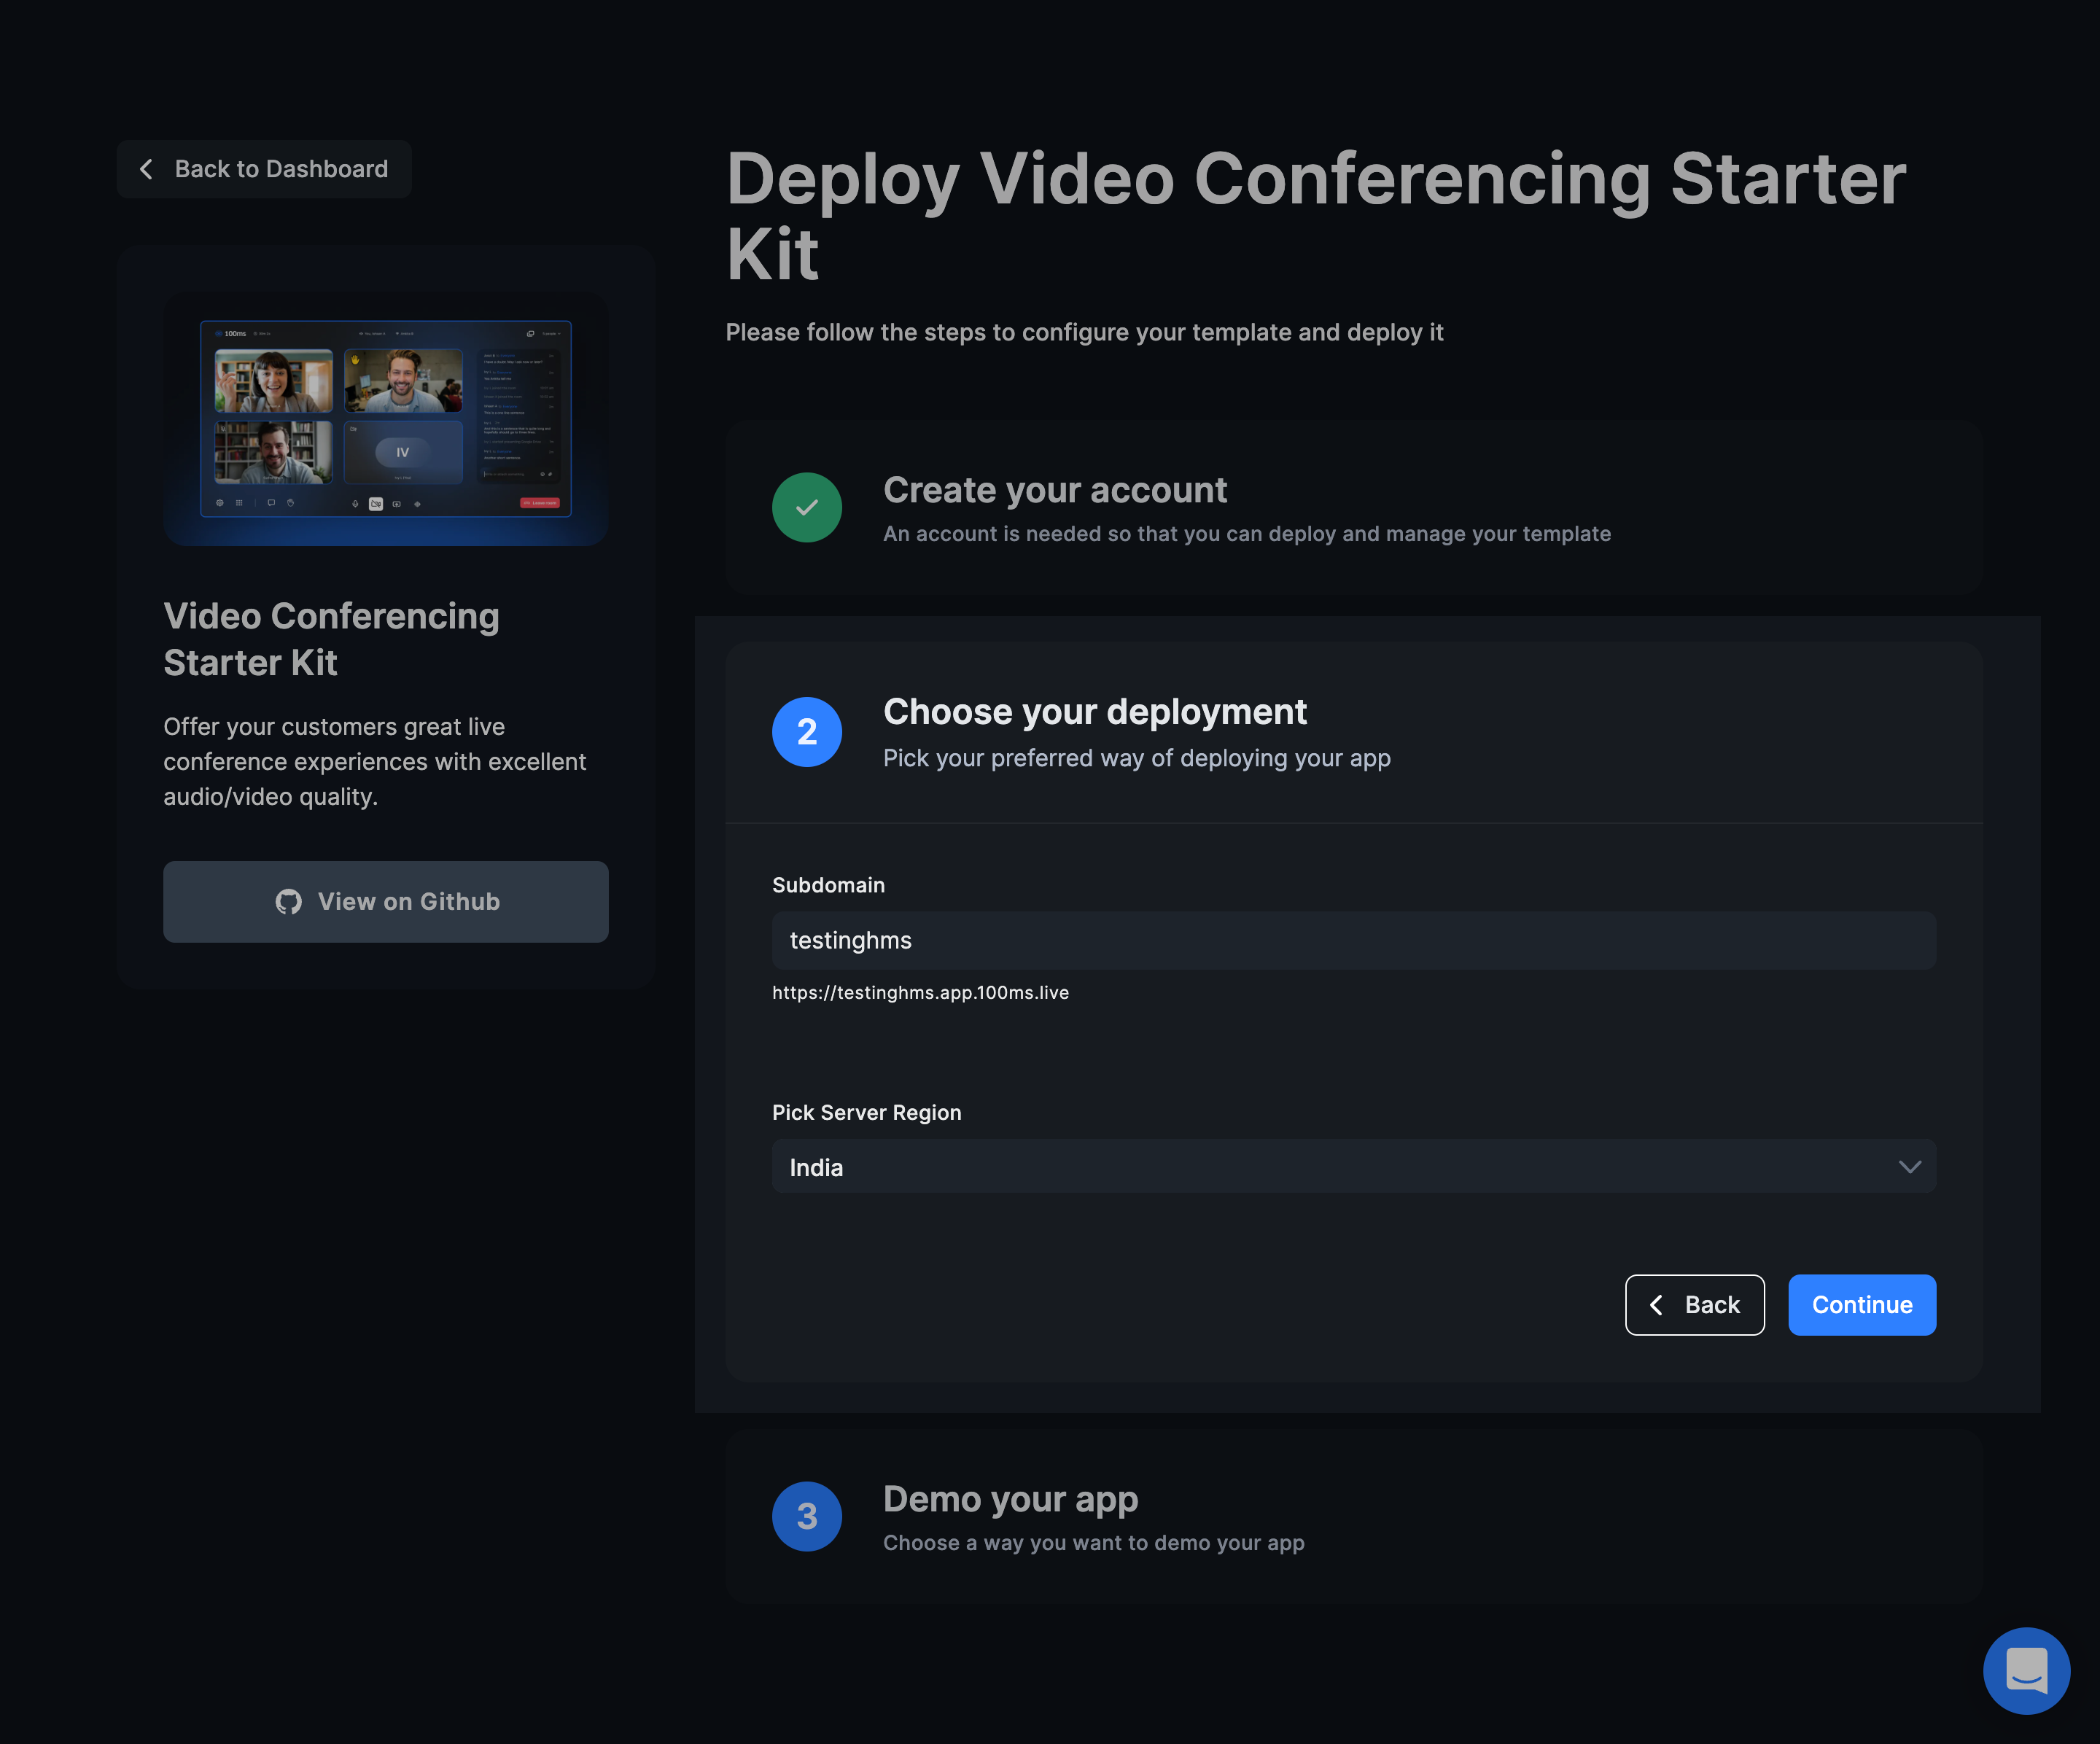 Back to Dashboard
Deploy Video Conferencing Starter
Kit
Please follow the steps to configure your template and deploy it
100ms
IV
Video Conferencing
Starter Kit
Offer your customers great live
conference experiences with excellent
audio/video quality.
View on Github
Create your account
An account is needed so that you can deploy and manage your template
2
Choose your deployment
Pick your preferred way of deploying your app
Subdomain
testinghms
https://testinghms.app.100ms.live
Pick Server Region
India
Back
Continue
3
Demo your app
Choose a way you want to demo your app